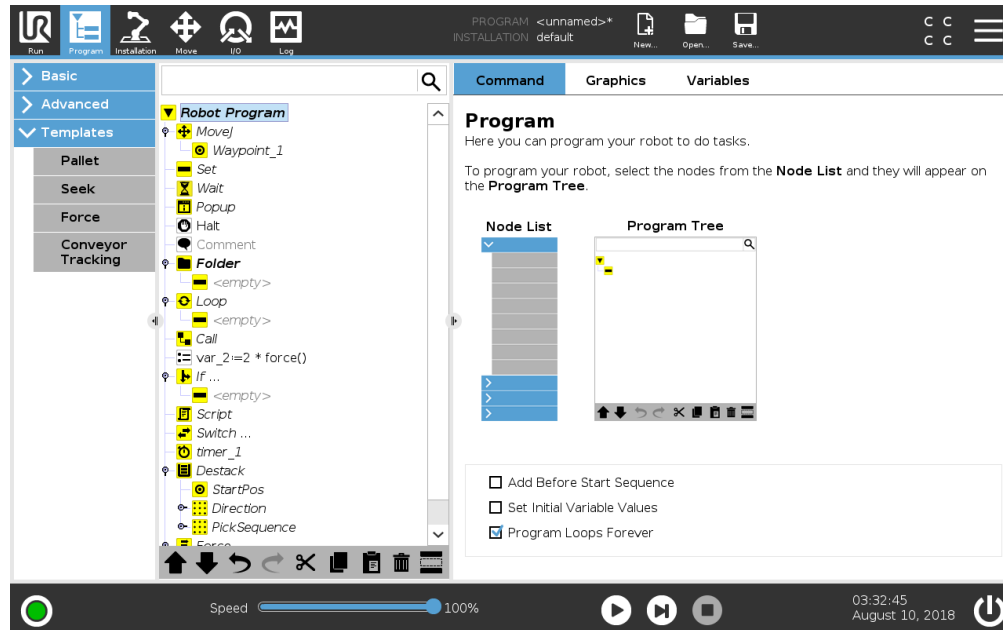 UR
PROGRAM <unnamed>*
INSTALLATION default
Run
Program
Installation
Move
I/O
Log
New...
Open...
Save...
C C
C C
Basic
Advanced
Templates
Pallet
Seek
Force
Conveyor
Tracking
Robot Program
MoveJ
Waypoint_1
Set
Wait
Popup
Halt
Comment
Folder
<empty>
Loop
<empty>
Call
var_2:=2 * force()
If ...
<empty>
Script
Switch ...
timer_1
Destack
StartPos
Direction
PickSequence
Force
Command
Graphics
Variables
Program
Here you can program your robot to do tasks.
To program your robot, select the nodes from the Node List and they will appear on
the Program Tree.
Node List
Program Tree
Add Before Start Sequence
Set Initial Variable Values
Program Loops Forever
Speed
100%
03:32:45
August 10, 2018